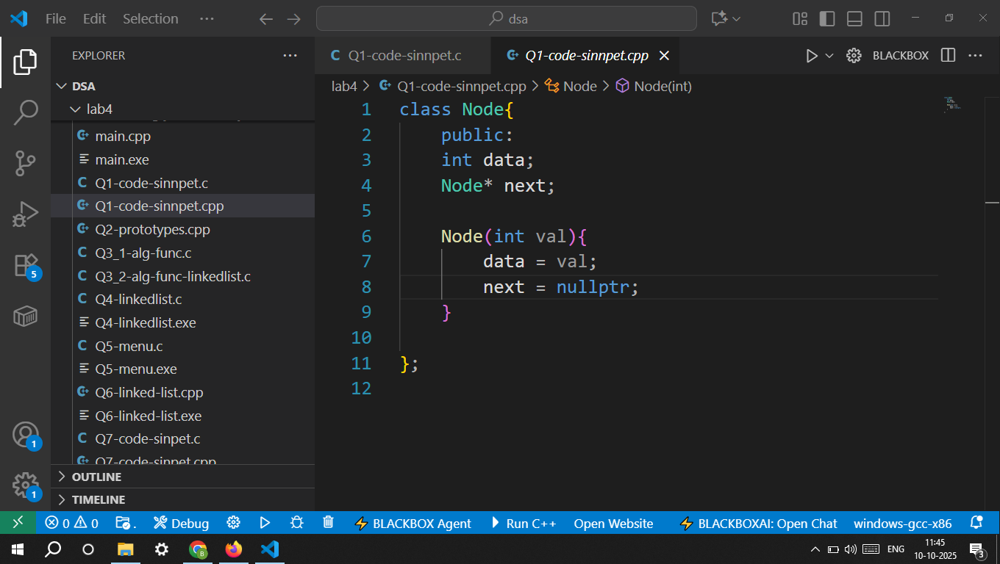 File Edit Selection ··· dsa
EXPLORER ···
DSA
lab4
main.cpp
main.exe
Q1-code-sinnpet.c
Q1-code-sinnpet.cpp
Q2-prototypes.cpp
Q3_1-alg-func.c
Q3_2-alg-func-linkedlist.c
Q4-linkedlist.c
Q4-linkedlist.exe
Q5-menu.c
Q5-menu.exe
Q6-linked-list.cpp
Q6-linked-list.exe
Q7-code-sinpet.c
Q7-code-sinpet.cpp
OUTLINE
TIMELINE
5
1
1
C Q1-code-sinnpet.c Q1-code-sinnpet.cpp BLACKBOX ···
lab4 > Q1-code-sinnpet.cpp > Node > Node(int)
1 class Node{
2 public:
3 int data;
4 Node* next;
5
6 Node(int val){
7 data = val;
8 next = nullptr;
9 }
10
11 };
12
0 0 . Debug BLACKBOX Agent Run C++ Open Website BLACKBOXAI: Open Chat windows-gcc-x86
ENG 11:45
10-10-2025 3